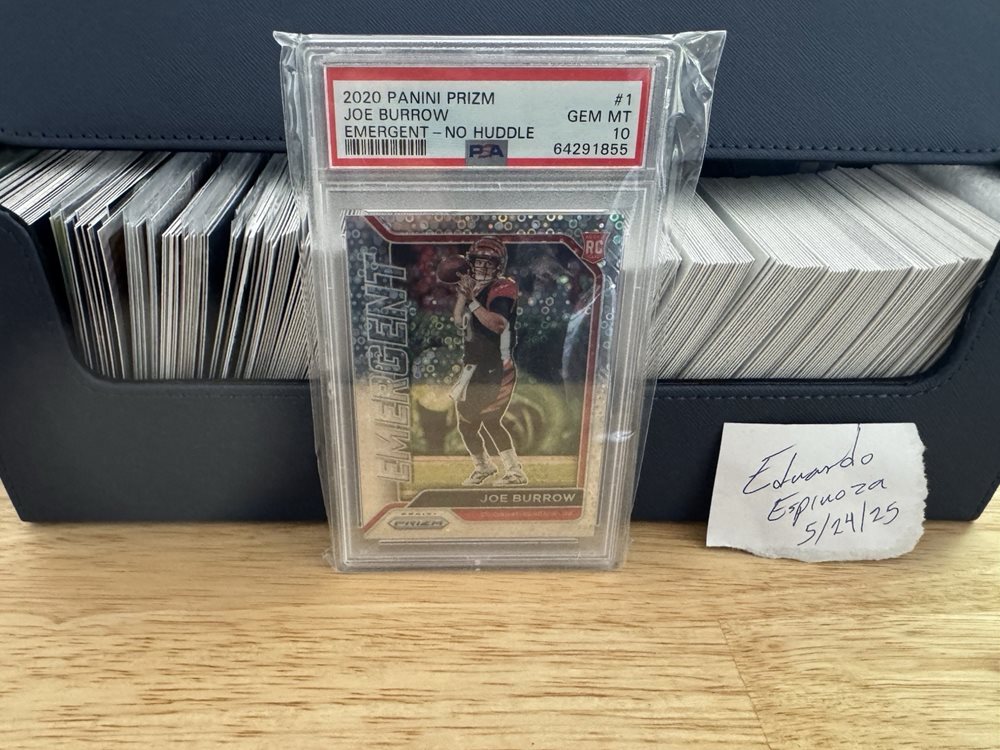 2020 PANINI PRIZM #1
JOE BURROW GEM MT
EMERGENT - NO HUDDLE 10
PSA 64291855
RC
EMERGENT
JOE BURROW
PANINI
PRIZM
Eduardo
Espinoza
5/24/25